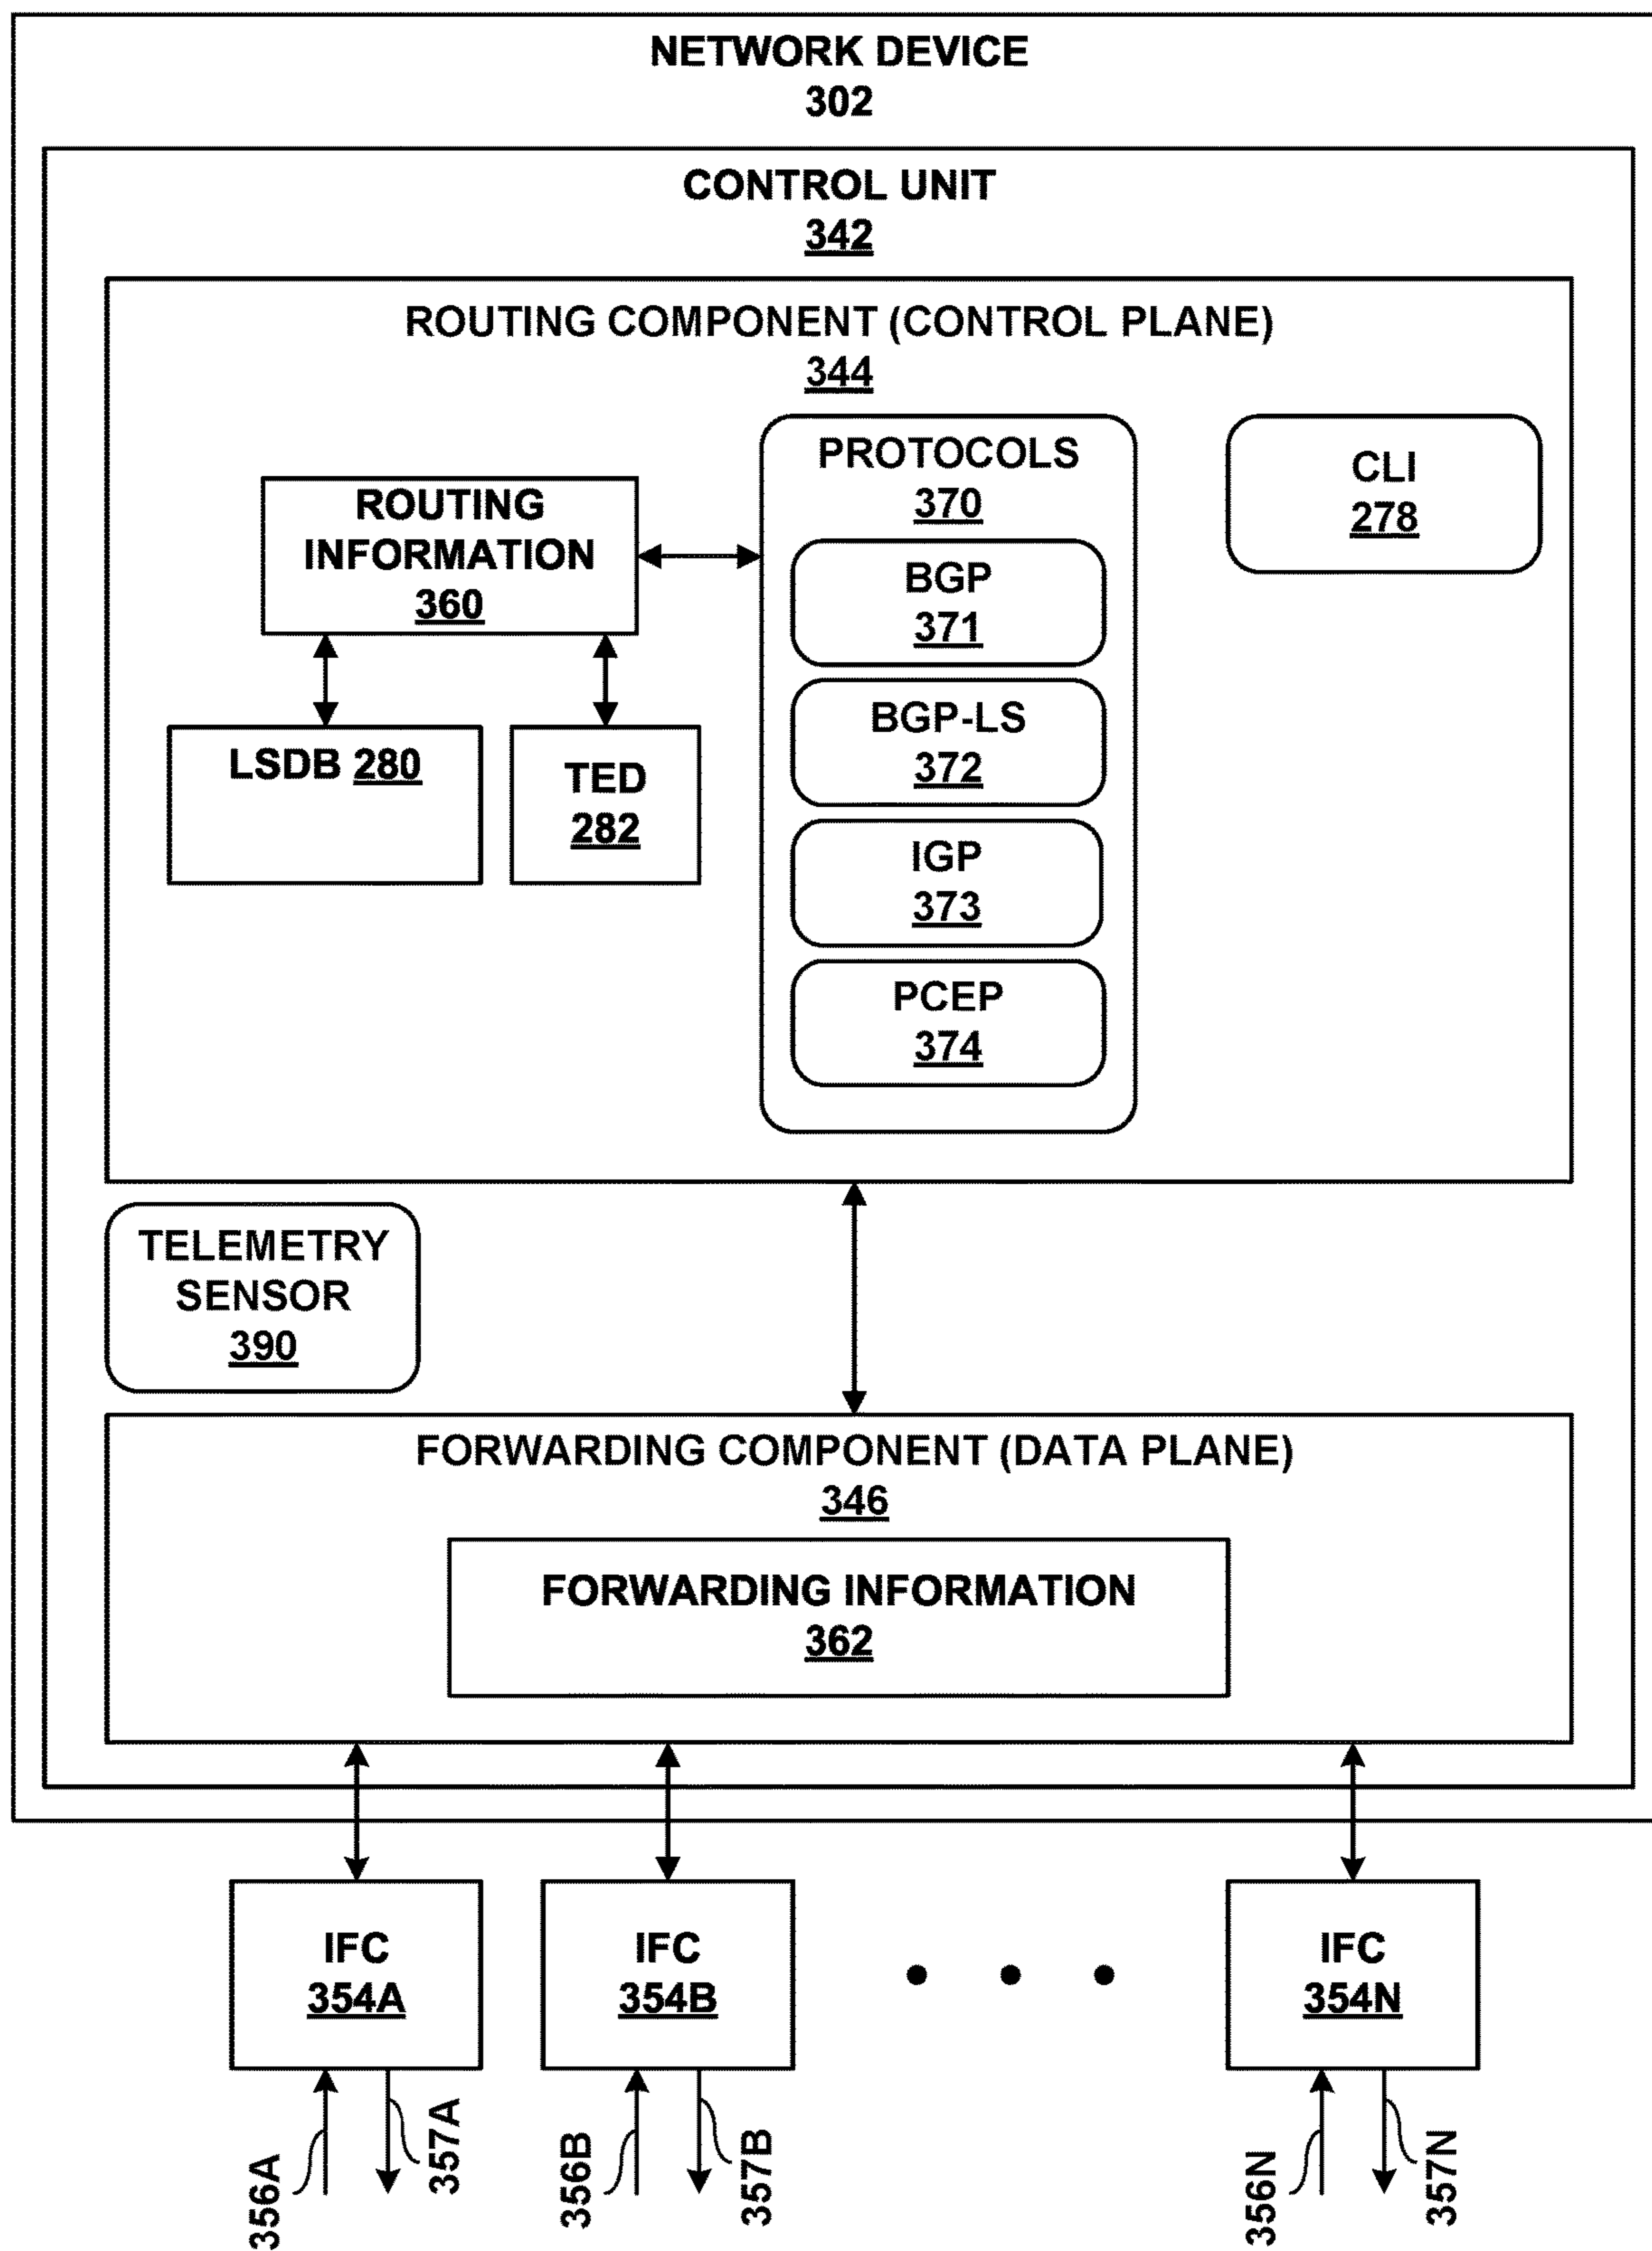 NETWORK DEVICE
302
CONTROL UNIT
342
ROUTING COMPONENT (CONTROL PLANE)
344
ROUTING
INFORMATION
360
LSDB 280
TED
282
PROTOCOLS
370
BGP
371
BGP-LS
372
IGP
373
PCEP
374
CLI
278
TELEMETRY
SENSOR
390
FORWARDING COMPONENT (DATA PLANE)
346
FORWARDING INFORMATION
362
IFC
354A
IFC
354B
IFC
354N
356A
357A
356B
357B
356N
357N